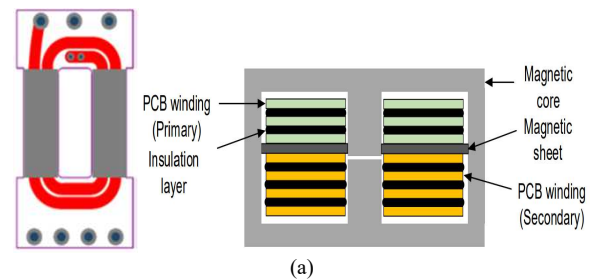 PCB winding
(Primary)
Insulation
layer
Magnetic
core
Magnetic
sheet
PCB winding
(Secondary)
(a)